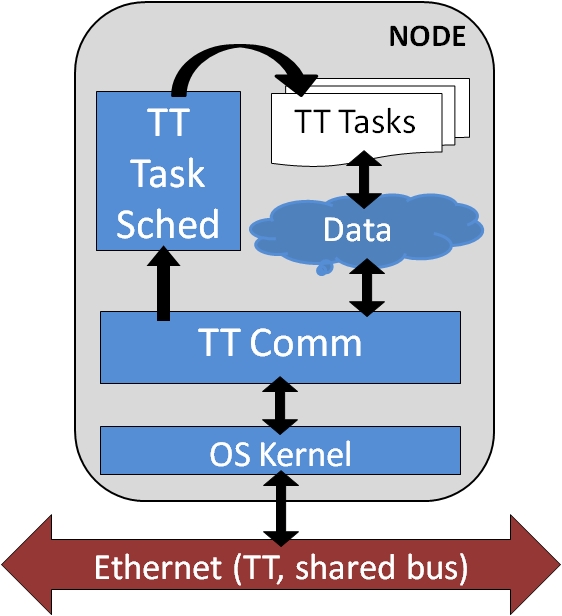 NODE
TT
Task
Sched
TT Tasks
Data
TT Comm
OS Kernel
Ethernet (TT, shared bus)